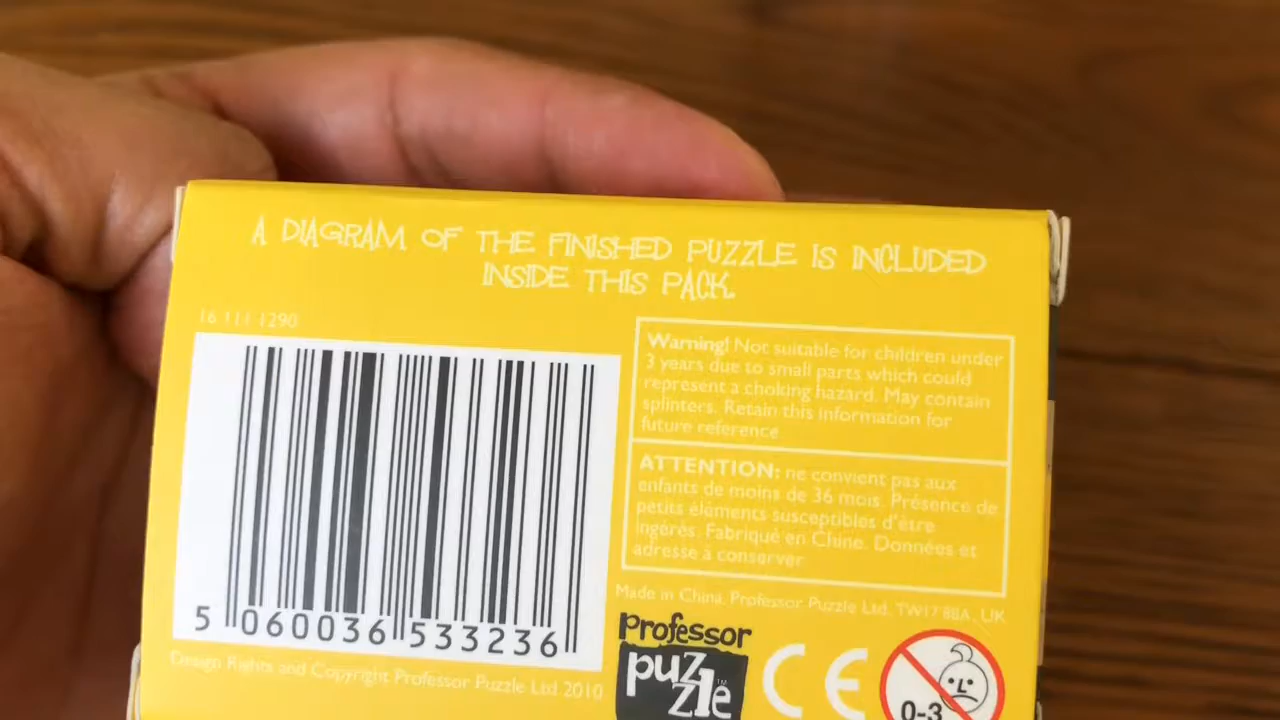 A DIAGRAM OF THE FINISHED PUZZLE IS INCLUDED
INSIDE THIS PACK.
16 111 1290
5 060036 533236
Design Rights and Copyright Professor Puzzle Ltd 2010
Warning! Not suitable for children under
3 years due to small parts which could
represent a choking hazard. May contain
splinters. Retain this information for
future reference
ATTENTION: ne convient pas aux
enfants de moins de 36 mois. Présence de
petits éléments susceptibles d'être
ingérés. Fabriqué en Chine. Données et
adresse à conserver
Made in China, Professor Puzzle Ltd. TW17 8BA, UK
Professor
puz
zle™
CE
0-3